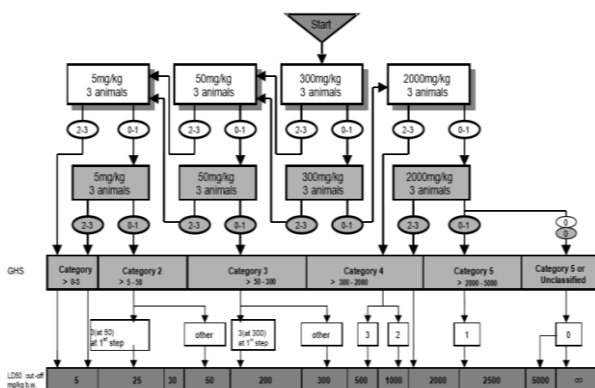 Start
5mg/kg
3 animals
50mg/kg
3 animals
300mg/kg
3 animals
2000mg/kg
3 animals
2-3 0-1 2-3 0-1 2-3 0-1 2-3 0-1
5mg/kg
3 animals
50mg/kg
3 animals
300mg/kg
3 animals
2000mg/kg
3 animals
2-3 0-1 2-3 0-1 2-3 0-1 2-3 0-1
0
0
GHS
Category
> 0-5
Category 2
> 5-50
Category 3
> 50-300
Category 4
> 300-2000
Category 5
> 2000-5000
Category 5 or
Unclassified
3(at 50)
at 1st step
other
3(at 300)
at 1st step
other
3
2
1
0
LD50 cut-off
mg/kg b.w.
5 25 30 50 200 300 500 1000 2000 2500 5000 ∞